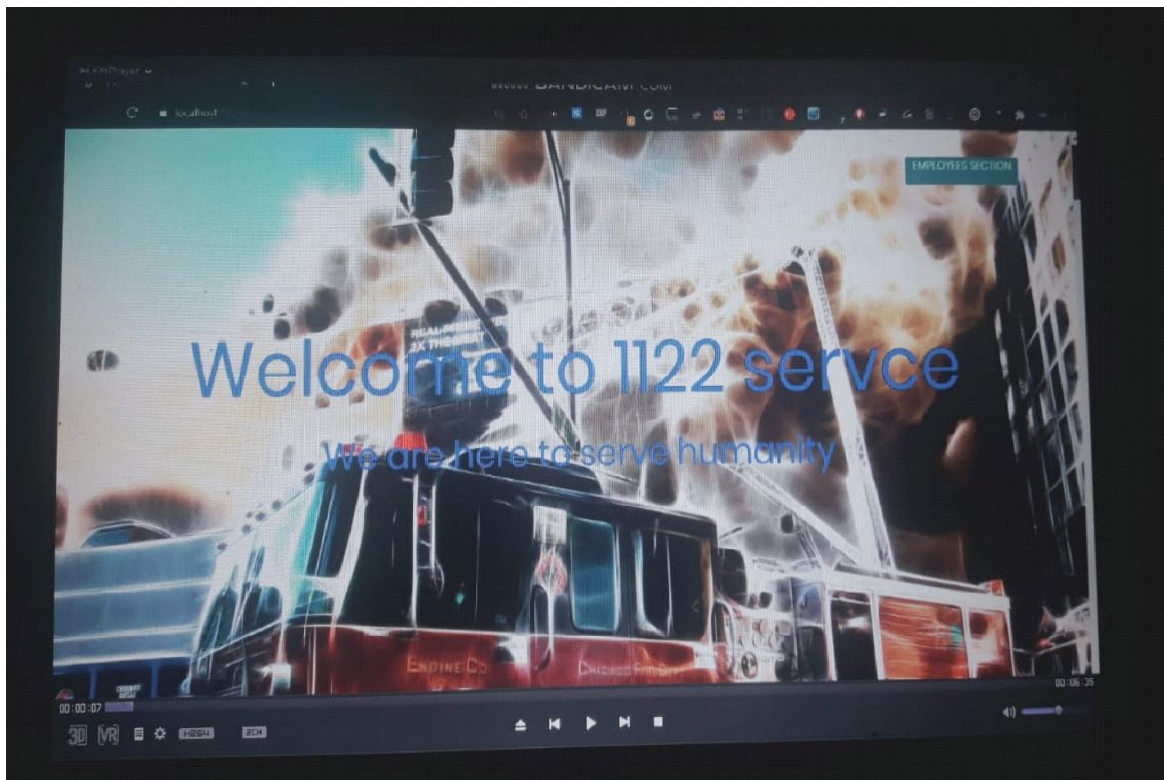 WWW.BANDICAM.COM
localhost
EMPLOYEES SECTION
Welcome to 1122 servce
We are here to serve humanity
ENGINE CO
00:00:07
00:06:35
3D VR H264 2CH